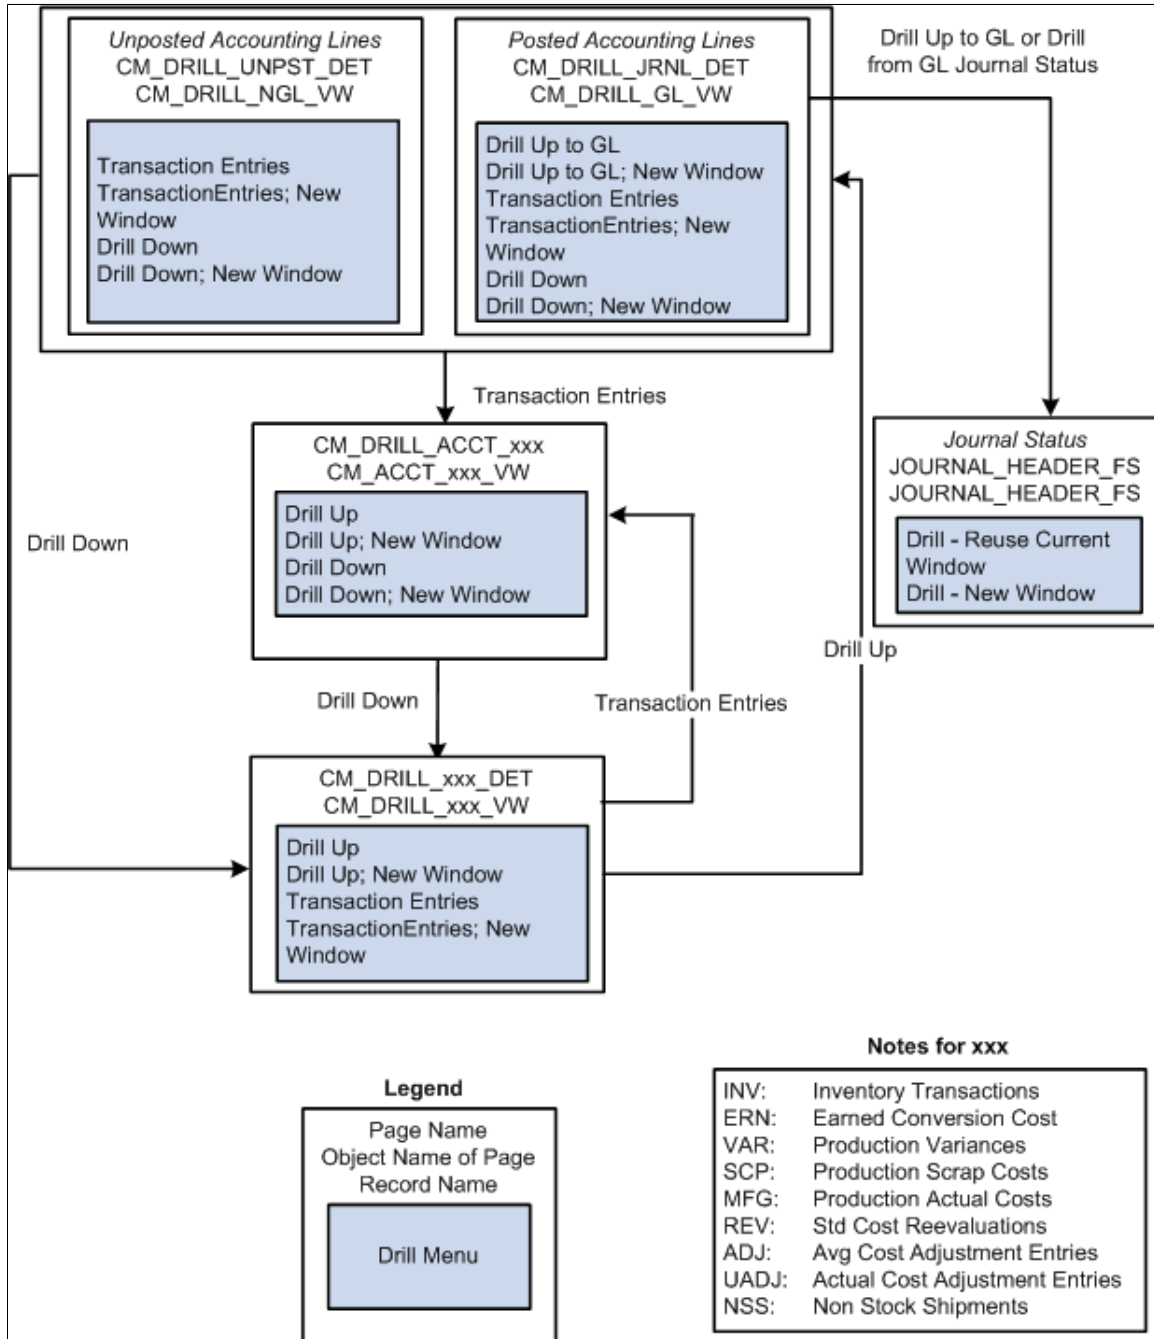 Unposted Accounting Lines
CM_DRILL_UNPST_DET
CM_DRILL_NGL_VW
Transaction Entries
TransactionEntries; New
Window
Drill Down
Drill Down; New Window
Posted Accounting Lines
CM_DRILL_JRNL_DET
CM_DRILL_GL_VW
Drill Up to GL
Drill Up to GL; New Window
Transaction Entries
TransactionEntries; New
Window
Drill Down
Drill Down; New Window
Drill Up to GL or Drill
from GL Journal Status
Transaction Entries
CM_DRILL_ACCT_xxx
CM_ACCT_xxx_VW
Drill Up
Drill Up; New Window
Drill Down
Drill Down; New Window
Journal Status
JOURNAL_HEADER_FS
JOURNAL_HEADER_FS
Drill - Reuse Current
Window
Drill - New Window
Drill Down
Drill Up
Drill Down
Transaction Entries
CM_DRILL_xxx_DET
CM_DRILL_xxx_VW
Drill Up
Drill Up; New Window
Transaction Entries
TransactionEntries; New
Window
Legend
Page Name
Object Name of Page
Record Name
Drill Menu
Notes for xxx
INV: Inventory Transactions
ERN: Earned Conversion Cost
VAR: Production Variances
SCP: Production Scrap Costs
MFG: Production Actual Costs
REV: Std Cost Reevaluations
ADJ: Avg Cost Adjustment Entries
UADJ: Actual Cost Adjustment Entries
NSS: Non Stock Shipments